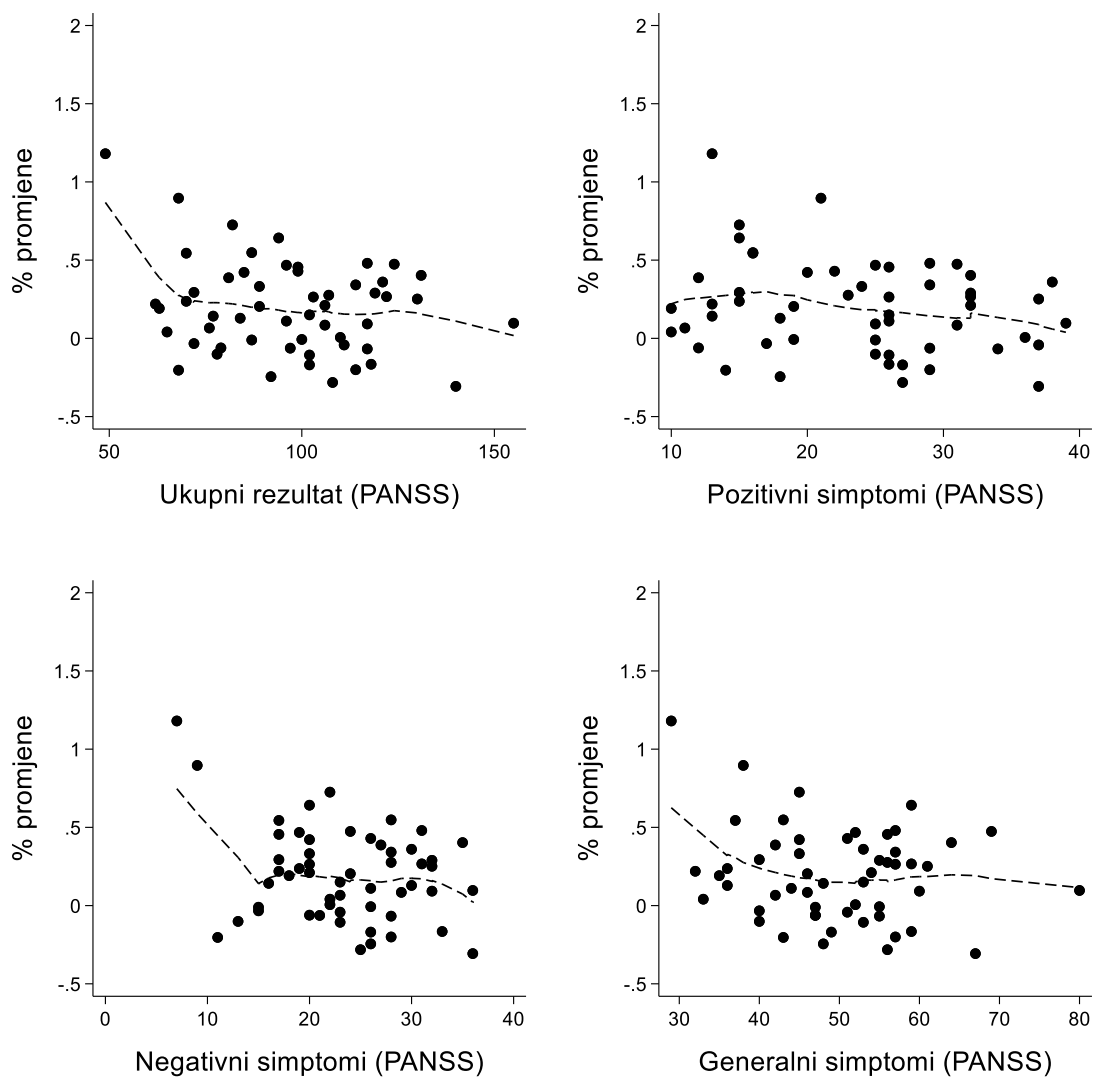 2
1.5
1
.5
0
-.5
% promjene
50 100 150
Ukupni rezultat (PANSS)
2
1.5
1
.5
0
-.5
% promjene
10 20 30 40
Pozitivni simptomi (PANSS)
2
1.5
1
.5
0
-.5
% promjene
0 10 20 30 40
Negativni simptomi (PANSS)
2
1.5
1
.5
0
-.5
% promjene
30 40 50 60 70 80
Generalni simptomi (PANSS)